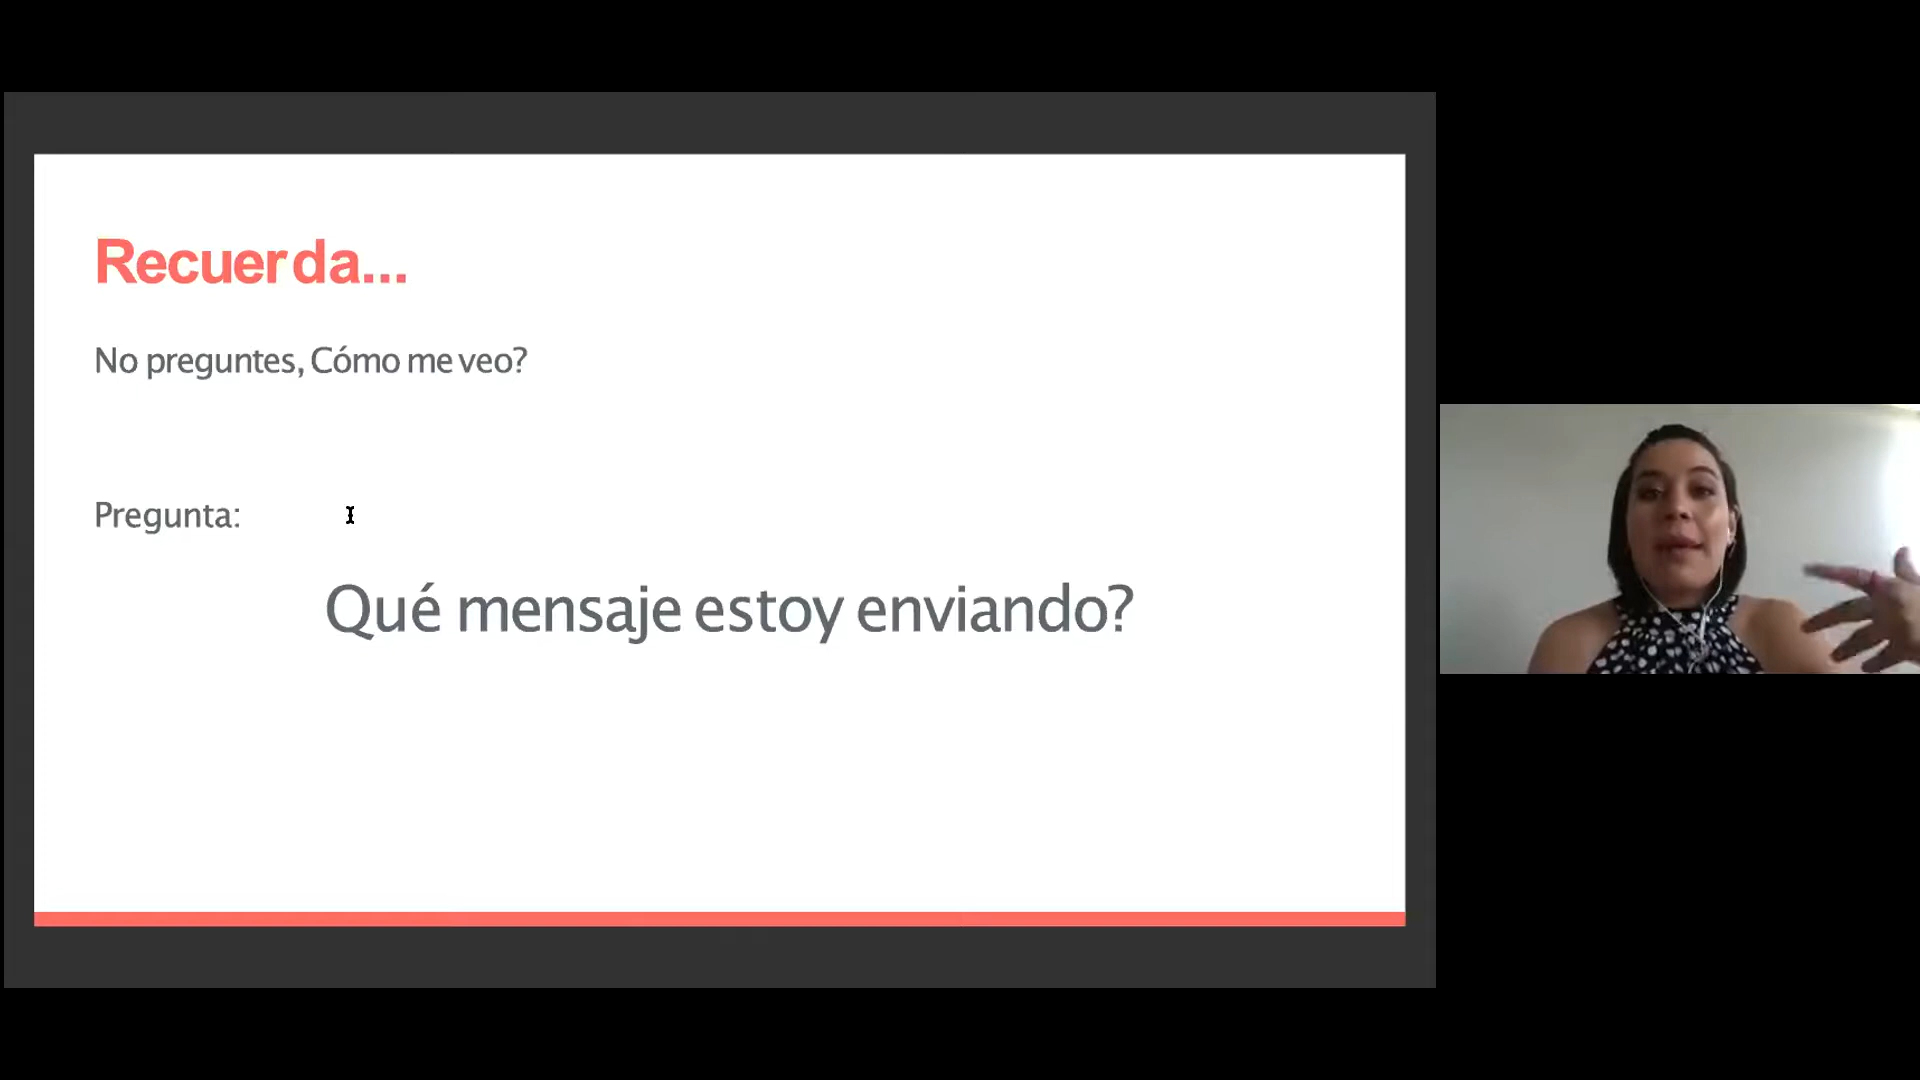 Recuerda...
No preguntes, Cómo me veo?
Pregunta:
Qué mensaje estoy enviando?